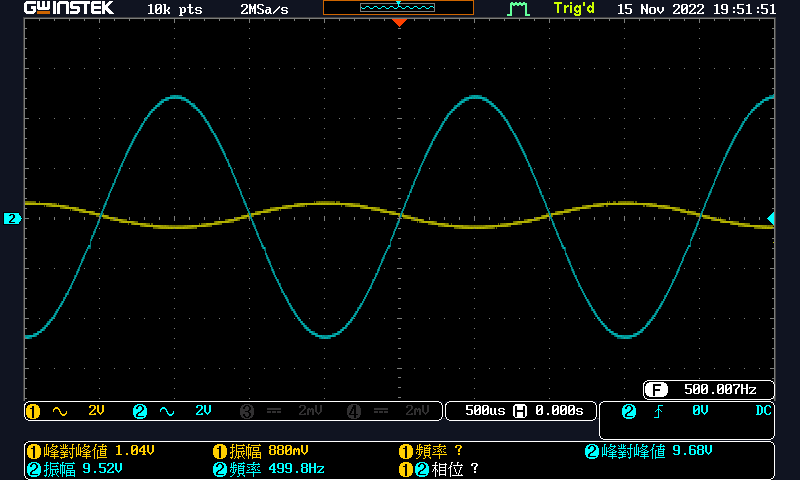 GWINSTEK 10k pts 2MSa/s Trig'd 15 Nov 2022 19:51:51
2
F 500.007Hz
1 2V 2 2V 3 2mV 4 2mV 500us H 0.000s 2 0V DC
1峰對峰值 1.04V 1振幅 880mV 1頻率 ? 2峰對峰值 9.68V
2振幅 9.52V 2頻率 499.8Hz 12相位 ?